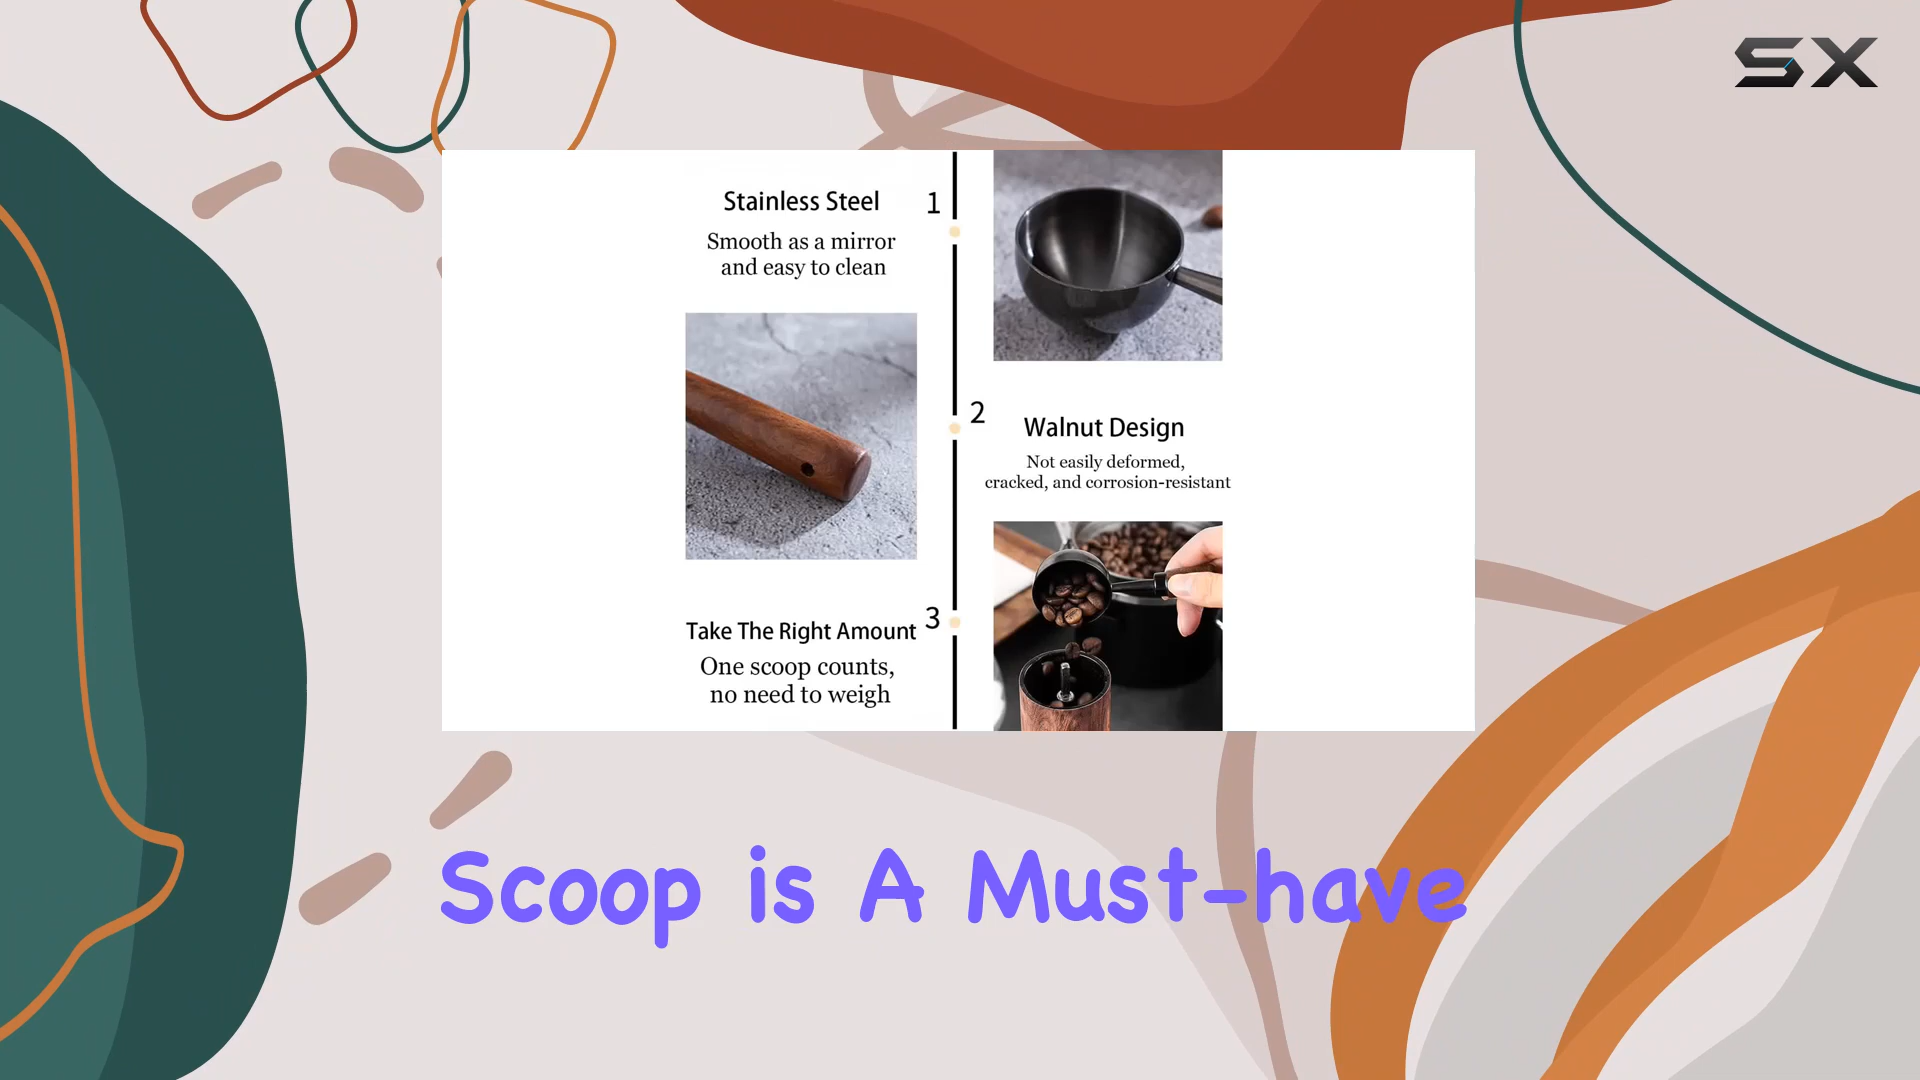 SX
Stainless Steel 1
Smooth as a mirror
and easy to clean
2
Walnut Design
Not easily deformed,
cracked, and corrosion-resistant
3
Take The Right Amount
One scoop counts,
no need to weigh
Scoop is A Must-have